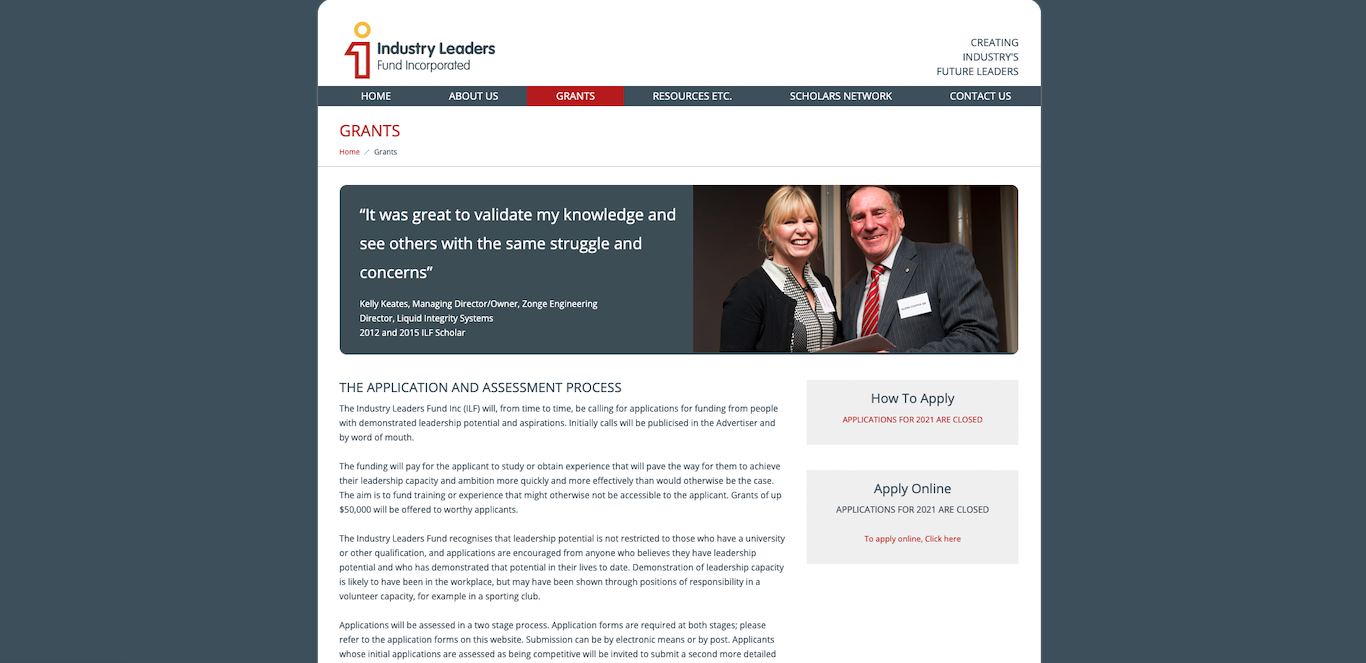 Industry Leaders
Fund Incorporated
CREATING
INDUSTRY'S
FUTURE LEADERS
HOME ABOUT US GRANTS RESOURCES ETC. SCHOLARS NETWORK CONTACT US
GRANTS
Home / Grants
“It was great to validate my knowledge and
see others with the same struggle and
concerns”
Kelly Keates, Managing Director/Owner, Zonge Engineering
Director, Liquid Integrity Systems
2012 and 2015 ILF Scholar
THE APPLICATION AND ASSESSMENT PROCESS
The Industry Leaders Fund Inc (ILF) will, from time to time, be calling for applications for funding from people
with demonstrated leadership potential and aspirations. Initially calls will be publicised in the Advertiser and
by word of mouth.
The funding will pay for the applicant to study or obtain experience that will pave the way for them to achieve
their leadership capacity and ambition more quickly and more effectively than would otherwise be the case.
The aim is to fund training or experience that might otherwise not be accessible to the applicant. Grants of up
$50,000 will be offered to worthy applicants.
The Industry Leaders Fund recognises that leadership potential is not restricted to those who have a university
or other qualification, and applications are encouraged from anyone who believes they have leadership
potential and who has demonstrated that potential in their lives to date. Demonstration of leadership capacity
is likely to have been in the workplace, but may have been shown through positions of responsibility in a
volunteer capacity, for example in a sporting club.
Applications will be assessed in a two stage process. Application forms are required at both stages; please
refer to the application forms on this website. Submission can be by electronic means or by post. Applicants
whose initial applications are assessed as being competitive will be invited to submit a second more detailed
How To Apply
APPLICATIONS FOR 2021 ARE CLOSED
Apply Online
APPLICATIONS FOR 2021 ARE CLOSED
To apply online, Click here